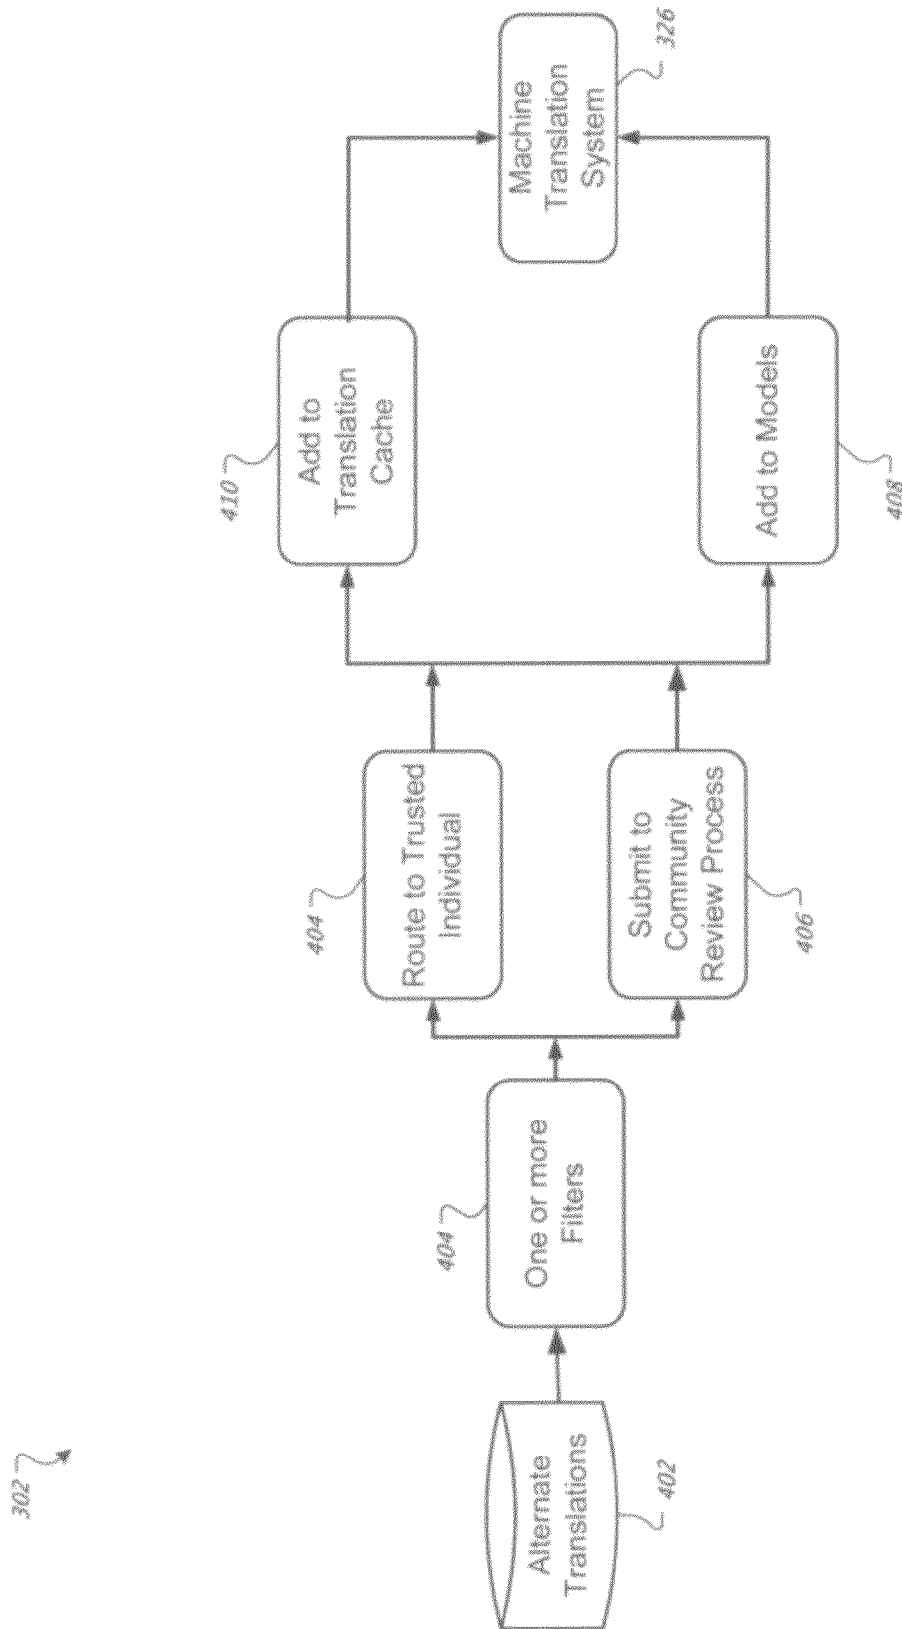 302
Alternate
Translations
402
404
One or more
Filters
404
Route to Trusted
Individual
Submit to
Community
Review Process
406
410
Add to
Translation
Cache
Add to Models
408
Machine
Translation
System
326